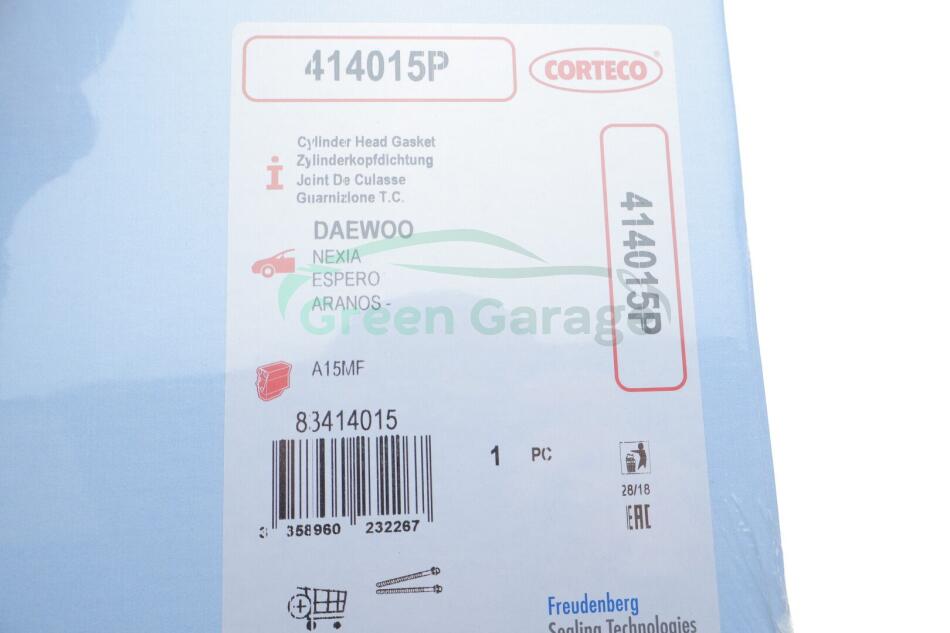 414015P
CORTECO®
414015P
Cylinder Head Gasket
Zylinderkopfdichtung
Joint De Culasse
Guarnizione T.C.
DAEWOO
NEXIA
ESPERO
ARANOS -
Green Garage
A15MF
83414015
3 358960 232267
1 PC
28/18
EAC
Freudenberg
Sealing Technologies